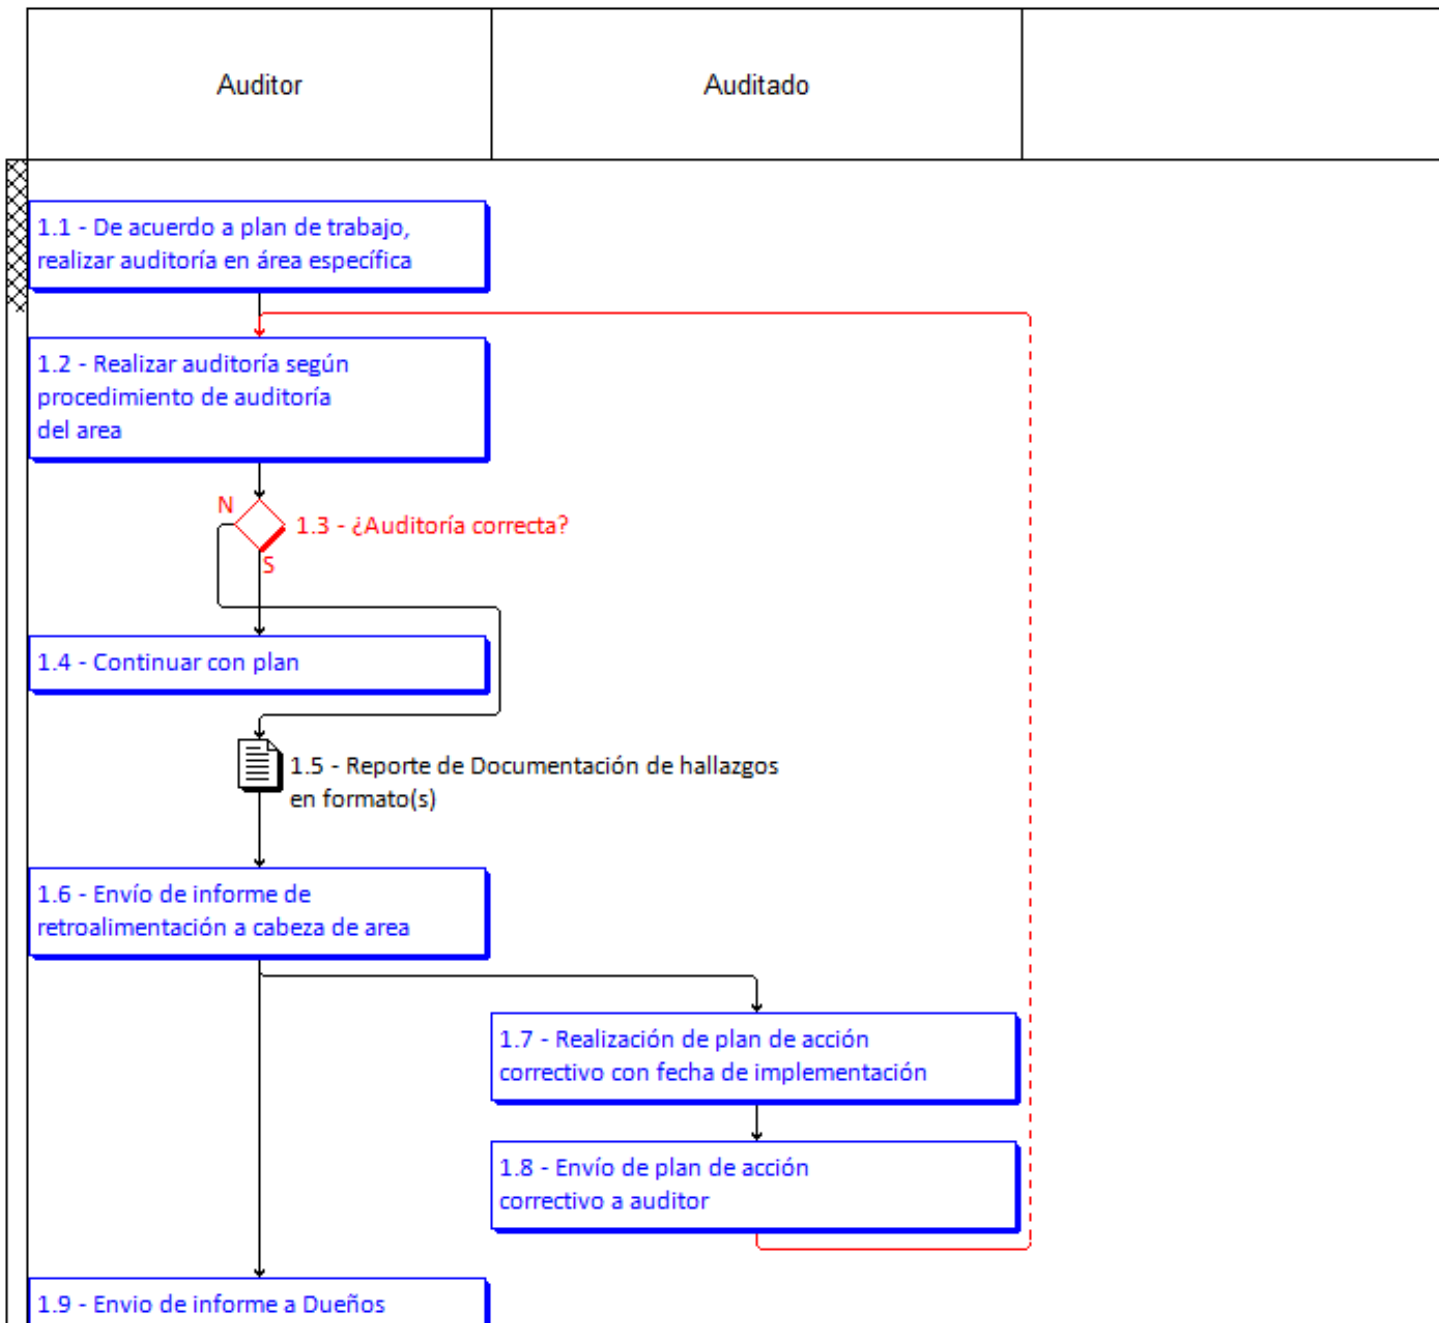 Auditor
Auditado
1.1 - De acuerdo a plan de trabajo,
realizar auditoría en área específica
1.2 - Realizar auditoría según
procedimiento de auditoría
del area
N
1.3 - ¿Auditoría correcta?
S
1.4 - Continuar con plan
1.5 - Reporte de Documentación de hallazgos
en formato(s)
1.6 - Envío de informe de
retroalimentación a cabeza de area
1.7 - Realización de plan de acción
correctivo con fecha de implementación
1.8 - Envío de plan de acción
correctivo a auditor
1.9 - Envio de informe a Dueños